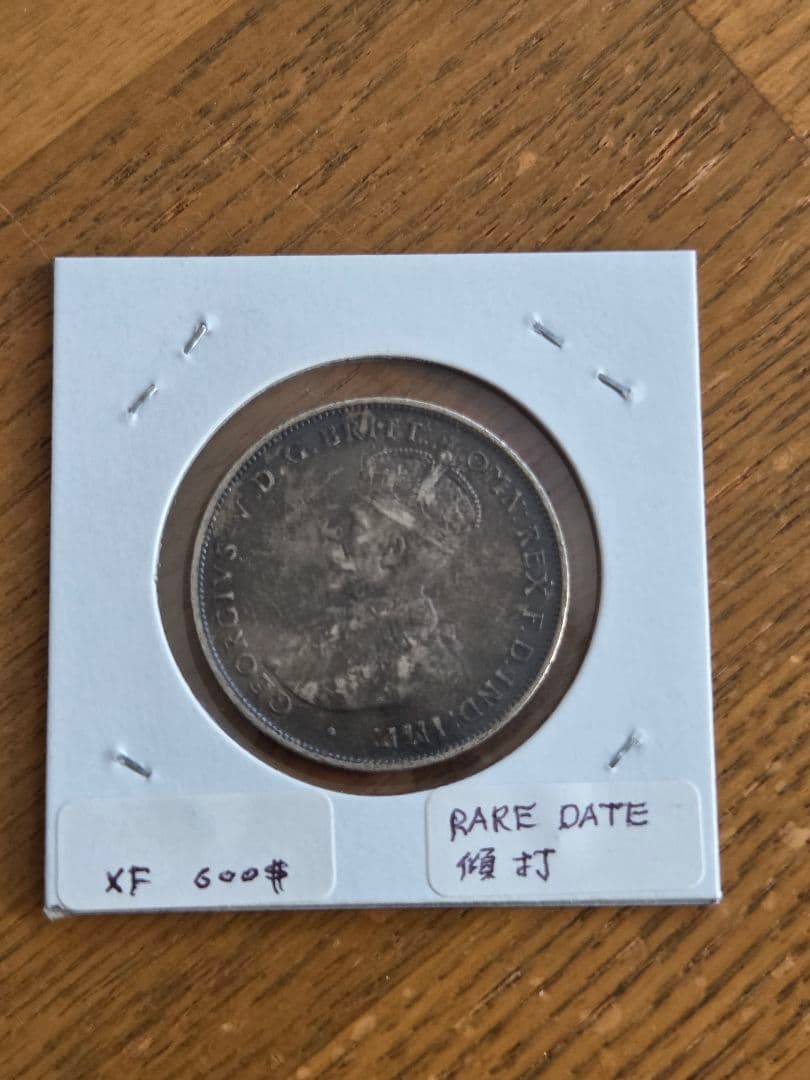 GEORGIVS V D.G. BRITT: OMN: REX F.D. IND: IMP:
XF 600$
RARE DATE
傾打